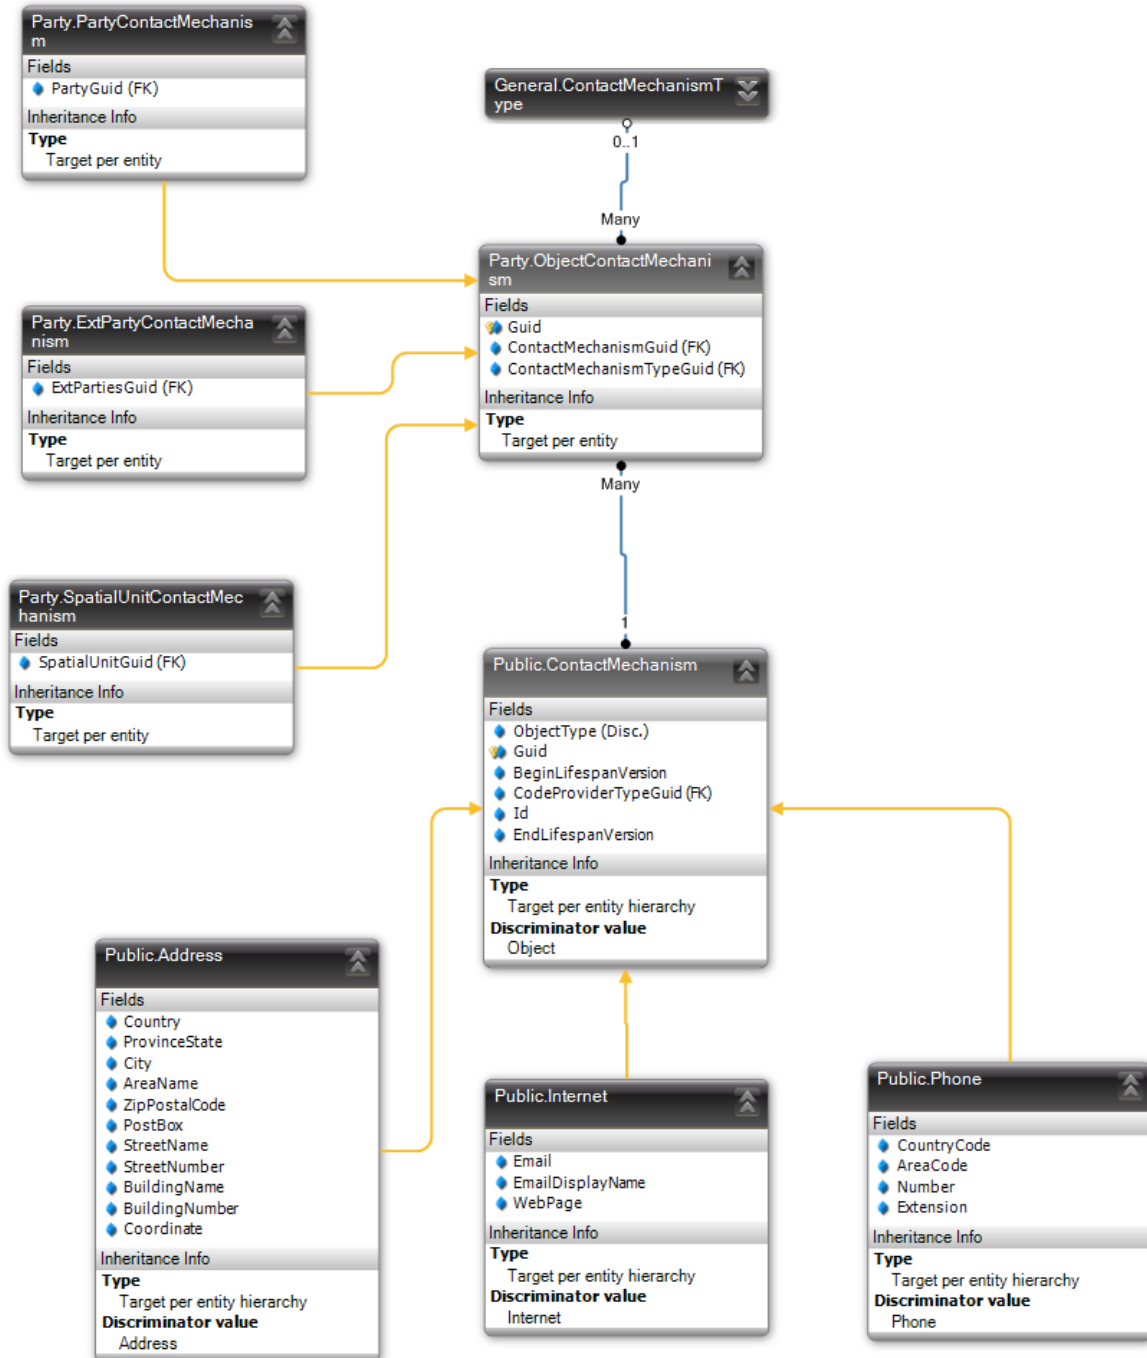 Party.PartyContactMechanis
m
Fields
PartyGuid (FK)
Inheritance Info
Type
Target per entity
General.ContactMechanismT
ype
0..1
Many
Party.ObjectContactMechani
sm
Fields
Guid
ContactMechanismGuid (FK)
ContactMechanismTypeGuid (FK)
Inheritance Info
Type
Target per entity
Many
1
Party.ExtPartyContactMecha
nism
Fields
ExtPartiesGuid (FK)
Inheritance Info
Type
Target per entity
Party.SpatialUnitContactMec
hanism
Fields
SpatialUnitGuid (FK)
Inheritance Info
Type
Target per entity
Public.ContactMechanism
Fields
ObjectType (Disc.)
Guid
BeginLifespanVersion
CodeProviderTypeGuid (FK)
Id
EndLifespanVersion
Inheritance Info
Type
Target per entity hierarchy
Discriminator value
Object
Public.Address
Fields
Country
ProvinceState
City
AreaName
ZipPostalCode
PostBox
StreetName
StreetNumber
BuildingName
BuildingNumber
Coordinate
Inheritance Info
Type
Target per entity hierarchy
Discriminator value
Address
Public.Internet
Fields
Email
EmailDisplayName
WebPage
Inheritance Info
Type
Target per entity hierarchy
Discriminator value
Internet
Public.Phone
Fields
CountryCode
AreaCode
Number
Extension
Inheritance Info
Type
Target per entity hierarchy
Discriminator value
Phone